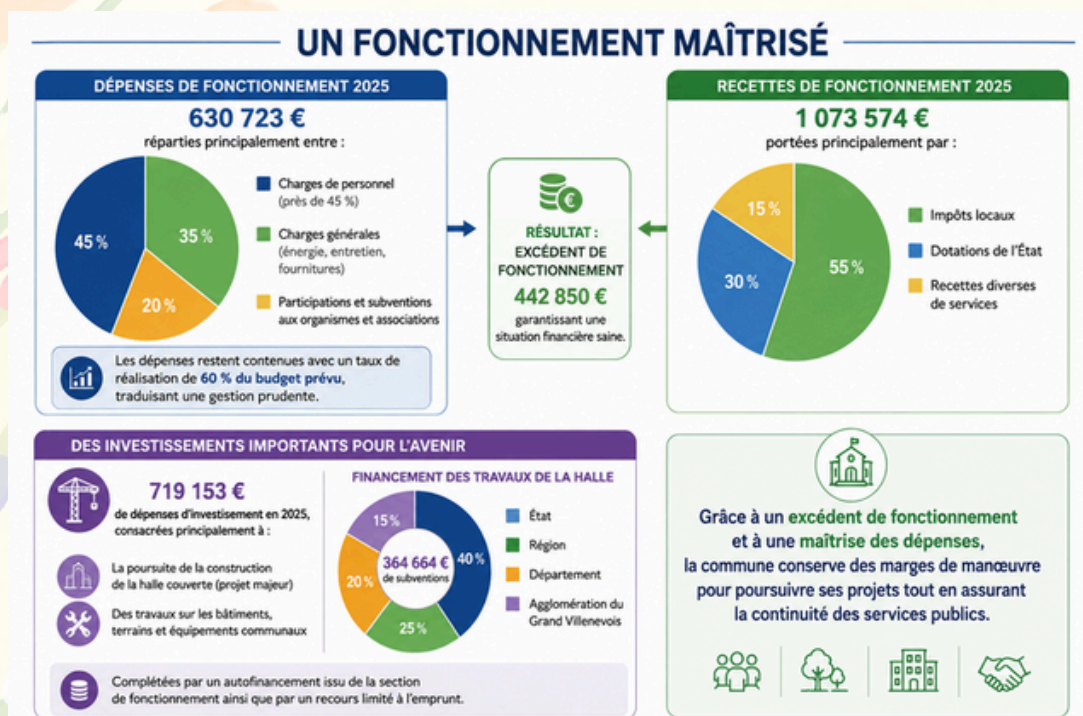 UN FONCTIONNEMENT MAÎTRISÉ
DÉPENSES DE FONCTIONNEMENT 2025
630 723 €
réparties principalement entre :
45 %
35 %
20 %
Charges de personnel
(près de 45 %)
Charges générales
(énergie, entretien,
fournitures)
Participations et subventions
aux organismes et associations
Les dépenses restent contenues avec un taux de
réalisation de 60 % du budget prévu,
traduisant une gestion prudente.
RÉSULTAT :
EXCÉDENT DE
FONCTIONNEMENT
442 850 €
garantissant une
situation financière saine.
RECETTES DE FONCTIONNEMENT 2025
1 073 574 €
portées principalement par :
15 %
30 %
55 %
Impôts locaux
Dotations de l'État
Recettes diverses
de services
DES INVESTISSEMENTS IMPORTANTS POUR L'AVENIR
719 153 €
de dépenses d'investisement en 2025,
consacrées principalement à :
La poursuite de la construction
de la halle couverte (projet majeur)
Des travaux sur les bâtiments,
terrains et équipements communaux
FINANCEMENT DES TRAVAUX DE LA HALLE
15 %
40 %
20 %
25 %
364 664 €
de subventions
État
Région
Département
Agglomération du
Grand Villenevois
Complétées par un autofinancement issu de la section
de fonctionnement ainsi que par un recours limité à l'emprunt.
Grâce à un excédent de fonctionnement
et à une maîtrise des dépenses,
la commune conserve des marges de manœuvre
pour poursuivre ses projets tout en assurant
la continuité des services publics.